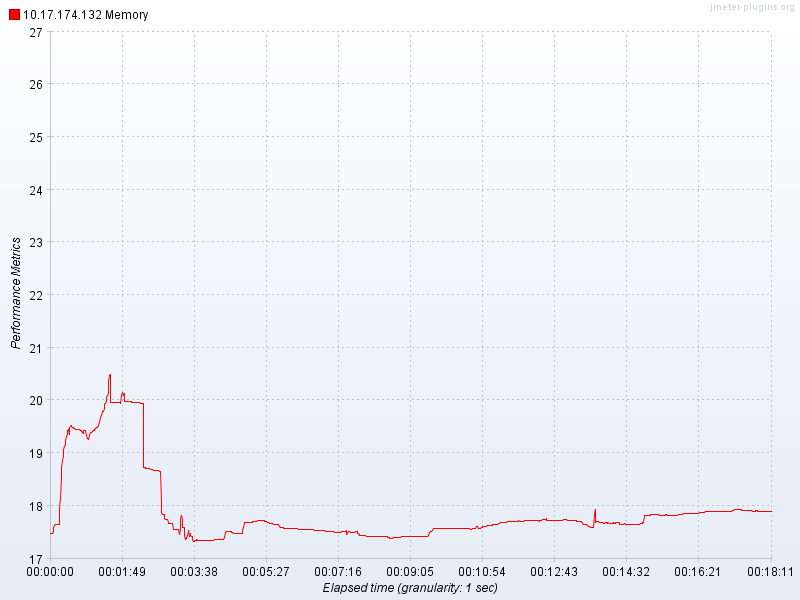 jmeter-plugins.org
10.17.174.132 Memory
27
26
25
24
23
22
21
20
19
18
17
Performance Metrics
00:00:00 00:01:49 00:03:38 00:05:27 00:07:16 00:09:05 00:10:54 00:12:43 00:14:32 00:16:21 00:18:11
Elapsed time (granularity: 1 sec)